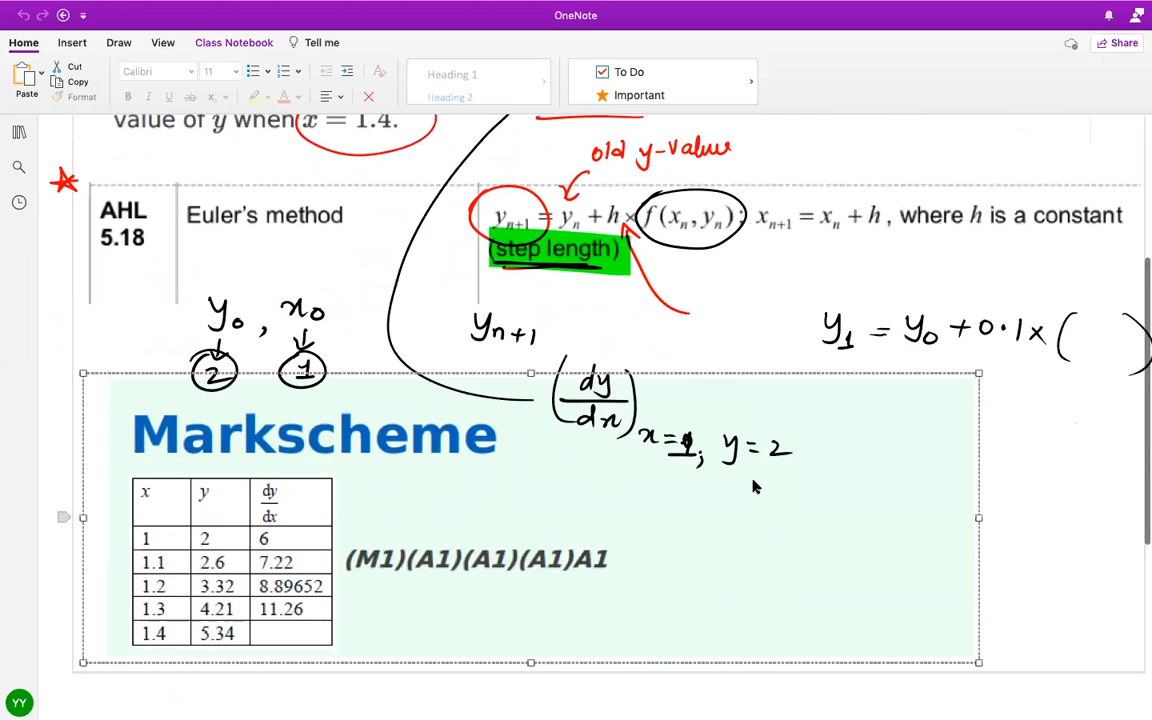 OneNote
Home Insert Draw View Class Notebook Tell me Share
Paste Cut Copy Format
Calibri 11
B I U ab x A
Heading 1
Heading 2
To Do
Important
value of y when x = 1.4.
old y-value
AHL 5.18
Euler's method
yₙ₊₁ = yₙ + h × f(xₙ, yₙ); xₙ₊₁ = xₙ + h, where h is a constant
(step length)
y₀, x₀
2 1
yₙ₊₁
y₁ = y₀ + 0.1 × ( )
(dy/dx) x=1; y=2
Markscheme
x y dy/dx
1 2 6
1.1 2.6 7.22
1.2 3.32 8.89652
1.3 4.21 11.26
1.4 5.34
(M1)(A1)(A1)(A1)A1
YY